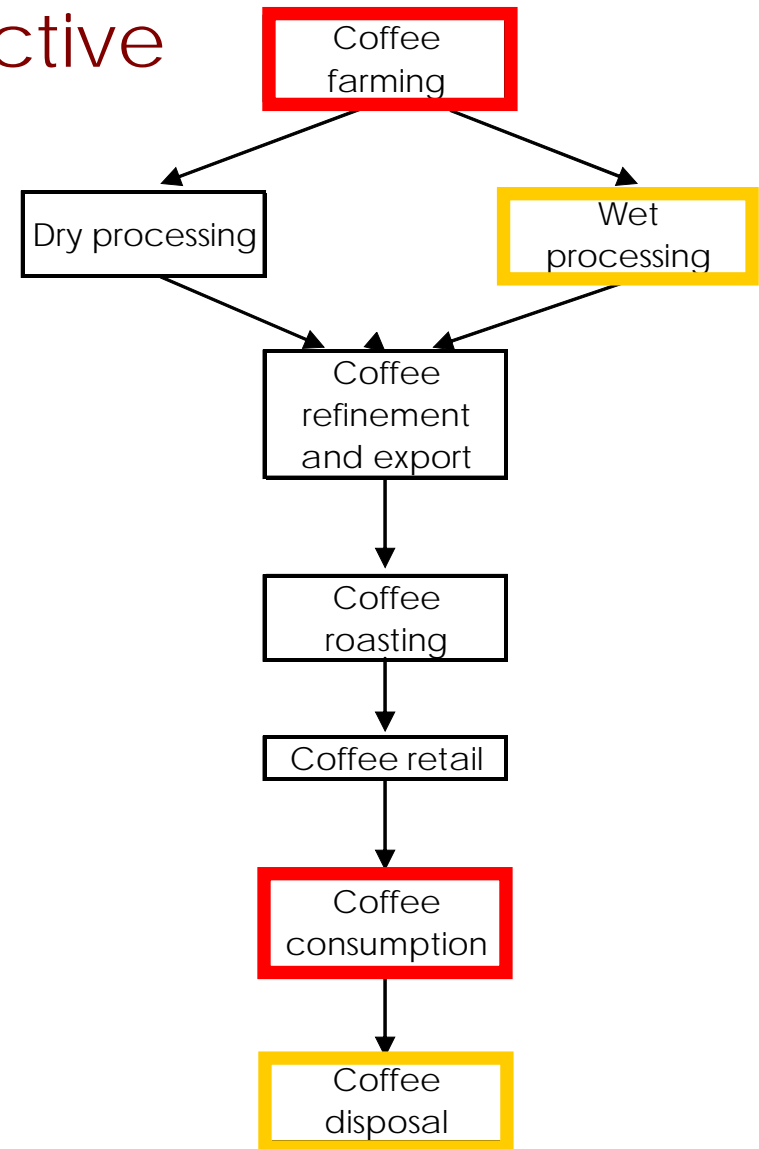 ctive
Coffee
farming
Dry processing
Wet
processing
Coffee
refinement
and export
Coffee
roasting
Coffee retail
Coffee
consumption
Coffee
disposal